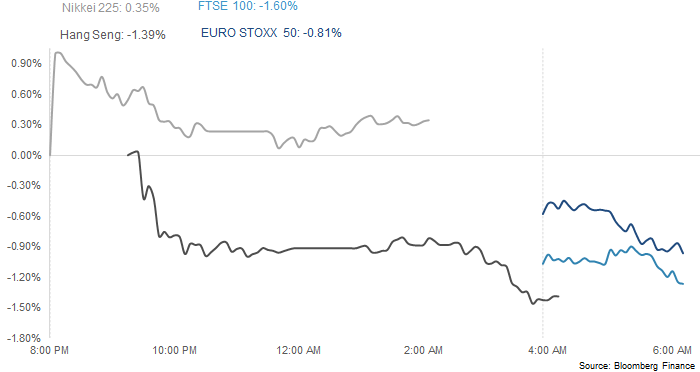 Nikkei 225: 0.35%
FTSE 100: -1.60%
Hang Seng: -1.39%
EURO STOXX 50: -0.81%
0.90%
0.60%
0.30%
0.00%
-0.30%
-0.60%
-0.90%
-1.20%
-1.50%
-1.80%
8:00 PM
10:00 PM
12:00 AM
2:00 AM
4:00 AM
6:00 AM
Source: Bloomberg Finance